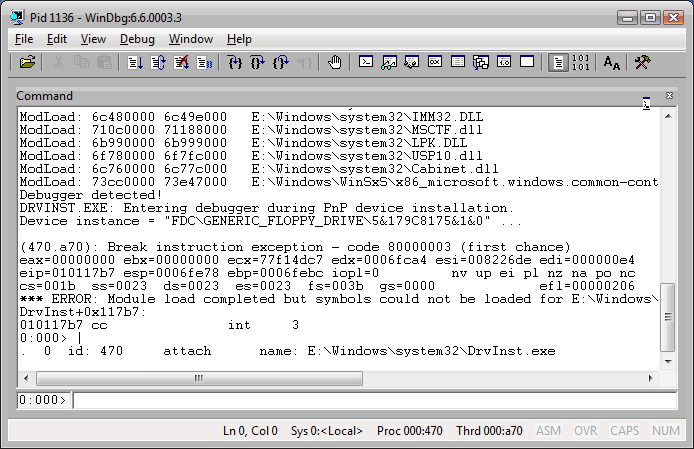 Pid 1136 - WinDbg:6.6.0003.3
File Edit View Debug Window Help
Command
ModLoad: 6c480000 6c49e000 E:\Windows\system32\IMM32.DLL
ModLoad: 710c0000 71188000 E:\Windows\system32\MSCTF.dll
ModLoad: 6b990000 6b999000 E:\Windows\system32\LPK.DLL
ModLoad: 6f780000 6f7fc000 E:\Windows\system32\USP10.dll
ModLoad: 6c760000 6c77c000 E:\Windows\system32\Cabinet.dll
ModLoad: 73cc0000 73e47000 E:\Windows\WinSxS\x86_microsoft.windows.common-cont
Debugger detected!
DRVINST.EXE: Entering debugger during PnP device installation.
Device instance = "FDC\GENERIC_FLOPPY_DRIVE\5&179C8175&1&0" ...
(470.a70): Break instruction exception - code 80000003 (first chance)
eax=00000000 ebx=00000000 ecx=77f14dc7 edx=0006fca4 esi=008226de edi=000000e4
eip=010117b7 esp=0006fe78 ebp=0006febc iopl=0 nv up ei pl nz na po nc
cs=001b ss=0023 ds=0023 es=0023 fs=003b gs=0000 efl=00000206
*** ERROR: Module load completed but symbols could not be loaded for E:\Windows\
DrvInst+0x117b7:
010117b7 cc int 3
0:000> |
. 0 id: 470 attach name: E:\Windows\system32\DrvInst.exe
0:000>
Ln 0, Col 0 Sys 0:<Local> Proc 000:470 Thrd 000:a70 ASM OVR CAPS NUM